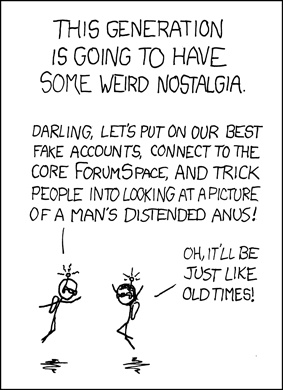 THIS GENERATION
IS GOING TO HAVE
SOME WEIRD NOSTALGIA.
DARLING, LET'S PUT ON OUR BEST
FAKE ACCOUNTS, CONNECT TO THE
CORE FORUMSPACE, AND TRICK
PEOPLE INTO LOOKING AT A PICTURE
OF A MAN'S DISTENDED ANUS!
OH, IT'LL BE
JUST LIKE
OLD TIMES!